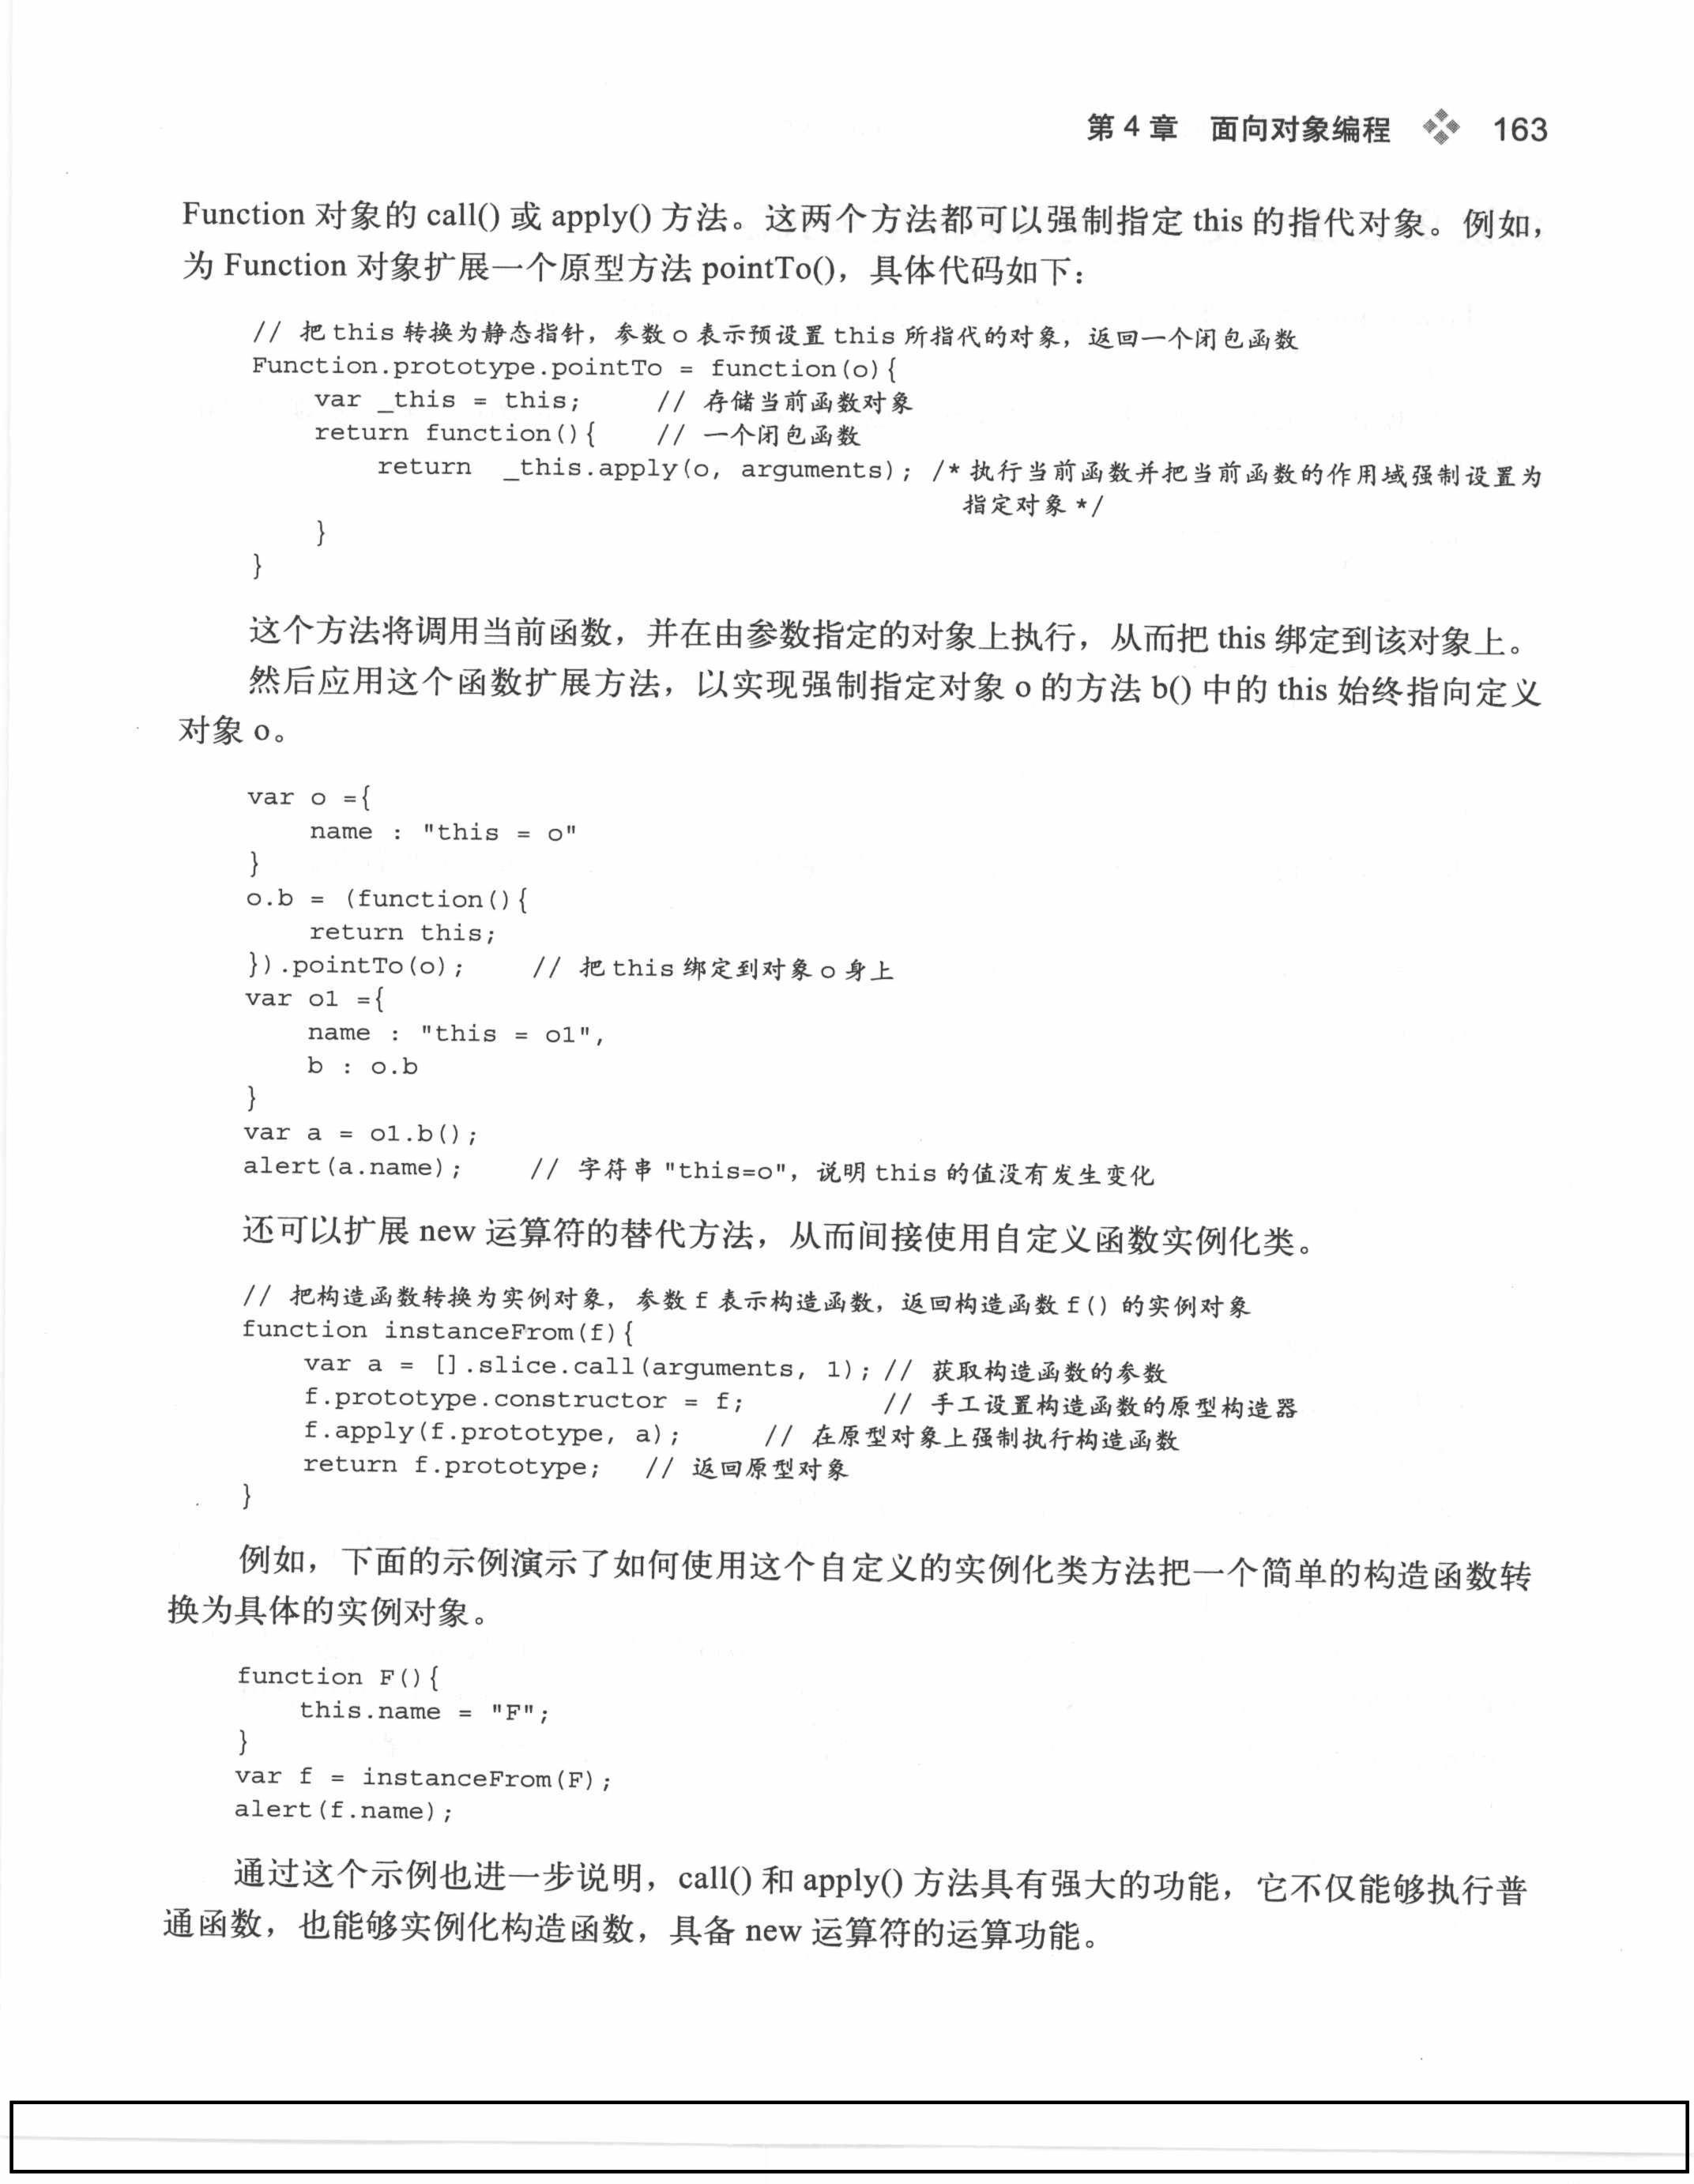 第 4 章 面向对象编程 163
Function 对象的 call() 或 apply() 方法。这两个方法都可以强制指定 this 的指代对象。例如，
为 Function 对象扩展一个原型方法 pointTo()，具体代码如下：
// 把 this 转换为静态指针，参数 o 表示预设置 this 所指代的对象，返回一个闭包函数
Function.prototype.pointTo = function(o){
    var _this = this;     // 存储当前函数对象
    return function(){    // 一个闭包函数
        return  _this.apply(o, arguments); /* 执行当前函数并把当前函数的作用域强制设置为
指定对象 */
    }
}
这个方法将调用当前函数，并在由参数指定的对象上执行，从而把 this 绑定到该对象上。
然后应用这个函数扩展方法，以实现强制指定对象 o 的方法 b() 中的 this 始终指向定义
对象 o。
var o ={
    name : "this = o"
}
o.b = (function(){
    return this;
}).pointTo(o);    // 把 this 绑定到对象 o 身上
var o1 ={
    name : "this = o1",
    b : o.b
}
var a = o1.b();
alert(a.name);    // 字符串 "this=o"，说明 this 的值没有发生变化
还可以扩展 new 运算符的替代方法，从而间接使用自定义函数实例化类。
// 把构造函数转换为实例对象，参数 f 表示构造函数，返回构造函数 f() 的实例对象
function instanceFrom(f){
    var a = [].slice.call(arguments, 1); // 获取构造函数的参数
    f.prototype.constructor = f;         // 手工设置构造函数的原型构造器
    f.apply(f.prototype, a);     // 在原型对象上强制执行构造函数
    return f.prototype;   // 返回原型对象
}
例如，下面的示例演示了如何使用这个自定义的实例化类方法把一个简单的构造函数转
换为具体的实例对象。
function F(){
    this.name = "F";
}
var f = instanceFrom(F);
alert(f.name);
通过这个示例也进一步说明，call() 和 apply() 方法具有强大的功能，它不仅能够执行普
通函数，也能够实例化构造函数，具备 new 运算符的运算功能。